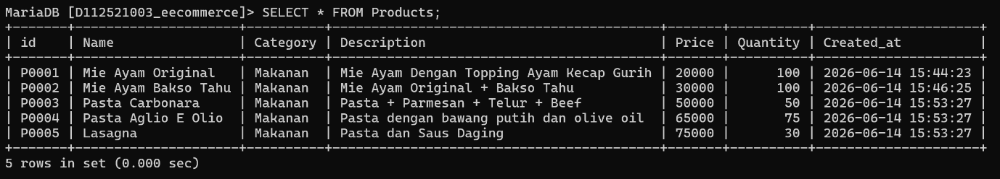 MariaDB [D112521003_eecommerce]> SELECT * FROM Products;
+-------+---------------------+----------+-------------------------------------------+-------+----------+---------------------+
| id    | Name                | Category | Description                               | Price | Quantity | Created_at          |
+-------+---------------------+----------+-------------------------------------------+-------+----------+---------------------+
| P0001 | Mie Ayam Original   | Makanan  | Mie Ayam Dengan Topping Ayam Kecap Gurih | 20000 |      100 | 2026-06-14 15:44:23 |
| P0002 | Mie Ayam Bakso Tahu | Makanan  | Mie Ayam Original + Bakso Tahu            | 30000 |      100 | 2026-06-14 15:46:25 |
| P0003 | Pasta Carbonara     | Makanan  | Pasta + Parmesan + Telur + Beef           | 50000 |       50 | 2026-06-14 15:53:27 |
| P0004 | Pasta Aglio E Olio  | Makanan  | Pasta dengan bawang putih dan olive oil   | 65000 |       75 | 2026-06-14 15:53:27 |
| P0005 | Lasagna             | Makanan  | Pasta dan Saus Daging                     | 75000 |       30 | 2026-06-14 15:53:27 |
+-------+---------------------+----------+-------------------------------------------+-------+----------+---------------------+
5 rows in set (0.000 sec)